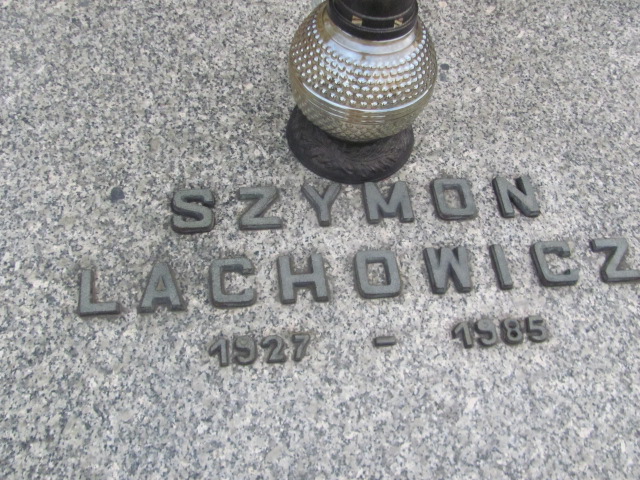 SZYMON
LACHOWICZ
1927 - 1985